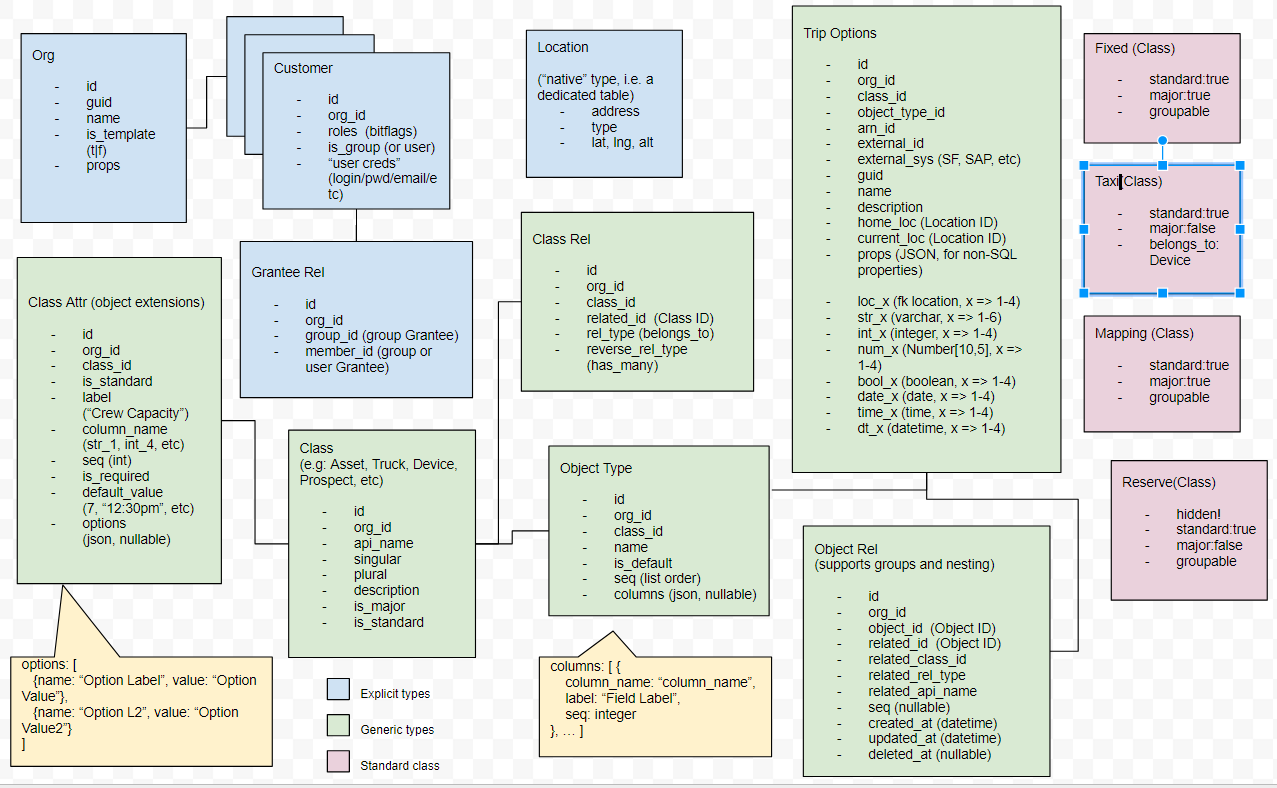 Org
- id
- guid
- name
- is_template
(t|f)
- props
Customer
- id
- org_id
- roles (bitflags)
- is_group (or user)
- “user creds”
(login/pwd/email/e
tc)
Location
(“native” type, i.e. a
dedicated table)
- address
- type
- lat, lng, alt
Trip Options
- id
- org_id
- class_id
- object_type_id
- arn_id
- external_id
- external_sys (SF, SAP, etc)
- guid
- name
- description
- home_loc (Location ID)
- current_loc (Location ID)
- props (JSON, for non-SQL
properties)
- loc_x (fk location, x => 1-4)
- str_x (varchar, x => 1-6)
- int_x (integer, x => 1-4)
- num_x (Number[10,5], x =>
1-4)
- bool_x (boolean, x => 1-4)
- date_x (date, x => 1-4)
- time_x (time, x => 1-4)
- dt_x (datetime, x => 1-4)
Fixed (Class)
- standard:true
- major:true
- groupable
Taxi(Class)
- standard:true
- major:false
- belongs_to:
Device
Mapping (Class)
- standard:true
- major:true
- groupable
Reserve(Class)
- hidden!
- standard:true
- major:false
- groupable
Class Attr (object extensions)
- id
- org_id
- class_id
- is_standard
- label
(“Crew Capacity”)
- column_name
(str_1, int_4, etc)
- seq (int)
- is_required
- default_value
(7, “12:30pm”, etc)
- options
(json, nullable)
Grantee Rel
- id
- org_id
- group_id (group Grantee)
- member_id (group or
user Grantee)
Class Rel
- id
- org_id
- class_id
- related_id (Class ID)
- rel_type (belongs_to)
- reverse_rel_type
(has_many)
Class
(e.g: Asset, Truck, Device,
Prospect, etc)
- id
- org_id
- api_name
- singular
- plural
- description
- is_major
- is_standard
Object Type
- id
- org_id
- class_id
- name
- is_default
- seq (list order)
- columns (json, nullable)
Object Rel
(supports groups and nesting)
- id
- org_id
- object_id (Object ID)
- related_id (Object ID)
- related_class_id
- related_rel_type
- related_api_name
- seq (nullable)
- created_at (datetime)
- updated_at (datetime)
- deleted_at (nullable)
options: [
{name: “Option Label”, value: “Option
Value”},
{name: “Option L2”, value: “Option
Value2”}
]
columns: [ {
column_name: “column_name”,
label: “Field Label”,
seq: integer
}, … ]
Explicit types
Generic types
Standard class